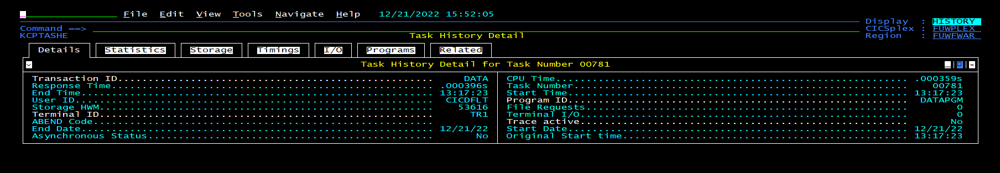 File Edit View Tools Navigate Help 12/21/2022 15:52:05
Display : HISTORY
Command ==> CICSplex : FUWPLEX
KCPTASHE Task History Detail Region : FUWFWAR
Details Statistics Storage Timings I/O Programs Related
Task History Detail for Task Number 00781
Transaction ID..................................................... DATA CPU Time........................................................... .000359s
Response Time...................................................... .000396s Task Number........................................................ 00781
End Time........................................................... 13:17:23 Start Time......................................................... 13:17:23
User ID............................................................ CICDFLT Program ID......................................................... DATAPGM
Storage HWM........................................................ 53616 File Requests...................................................... 0
Terminal ID........................................................ TR1 Terminal I/O....................................................... 0
ABEND Code......................................................... Trace active....................................................... No
End Date........................................................... 12/21/22 Start Date......................................................... 12/21/22
Asynchronous Status................................................ No Original Start time................................................ 13:17:23